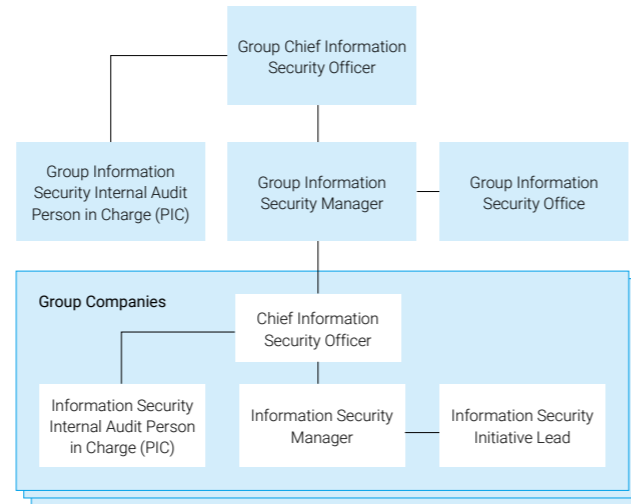 Group Chief Information
Security Officer
Group Information
Security Internal Audit
Person in Charge (PIC)
Group Information
Security Manager
Group Information
Security Office
Group Companies
Chief Information
Security Officer
Information Security
Internal Audit Person
in Charge (PIC)
Information Security
Manager
Information Security
Initiative Lead